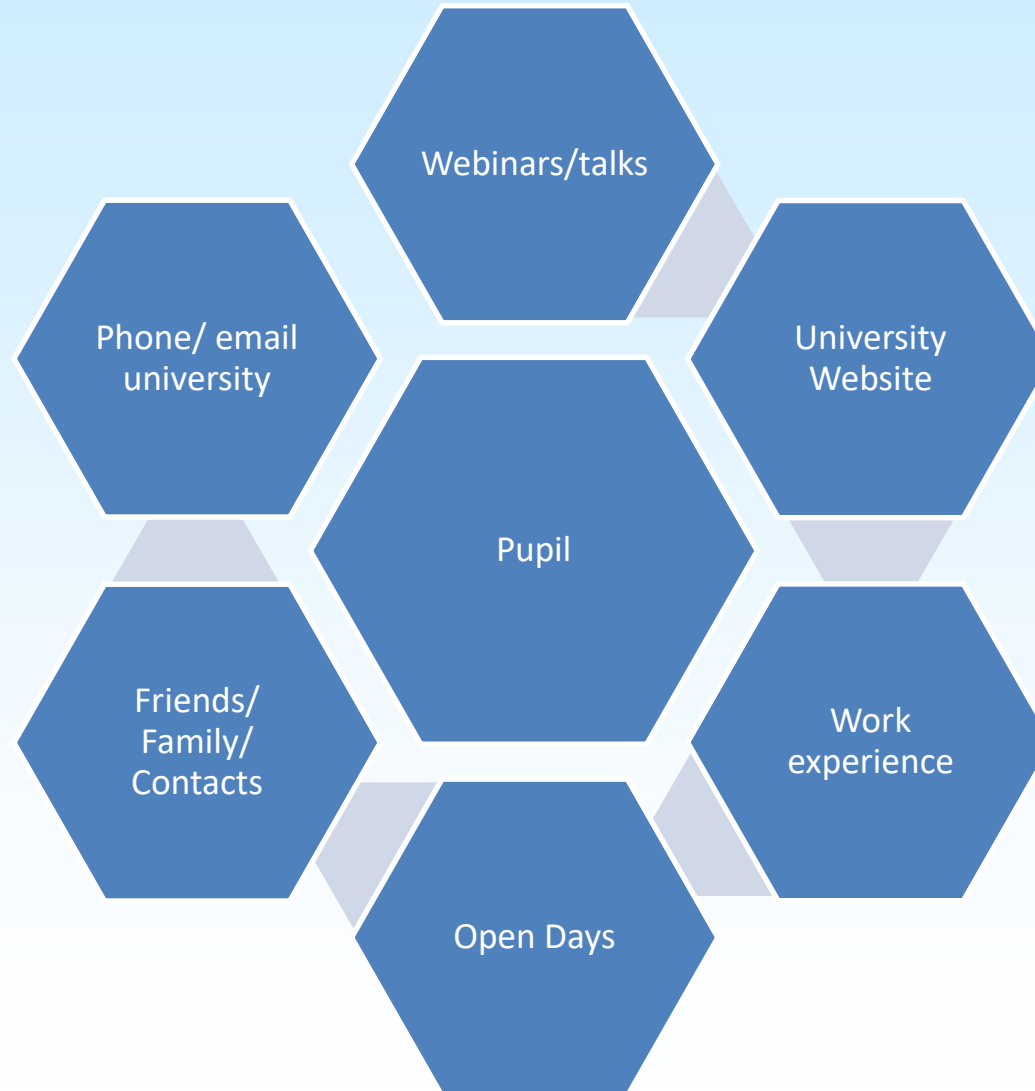 Webinars/talks
Phone/ email
university
University
Website
Pupil
Friends/
Family/
Contacts
Work
experience
Open Days